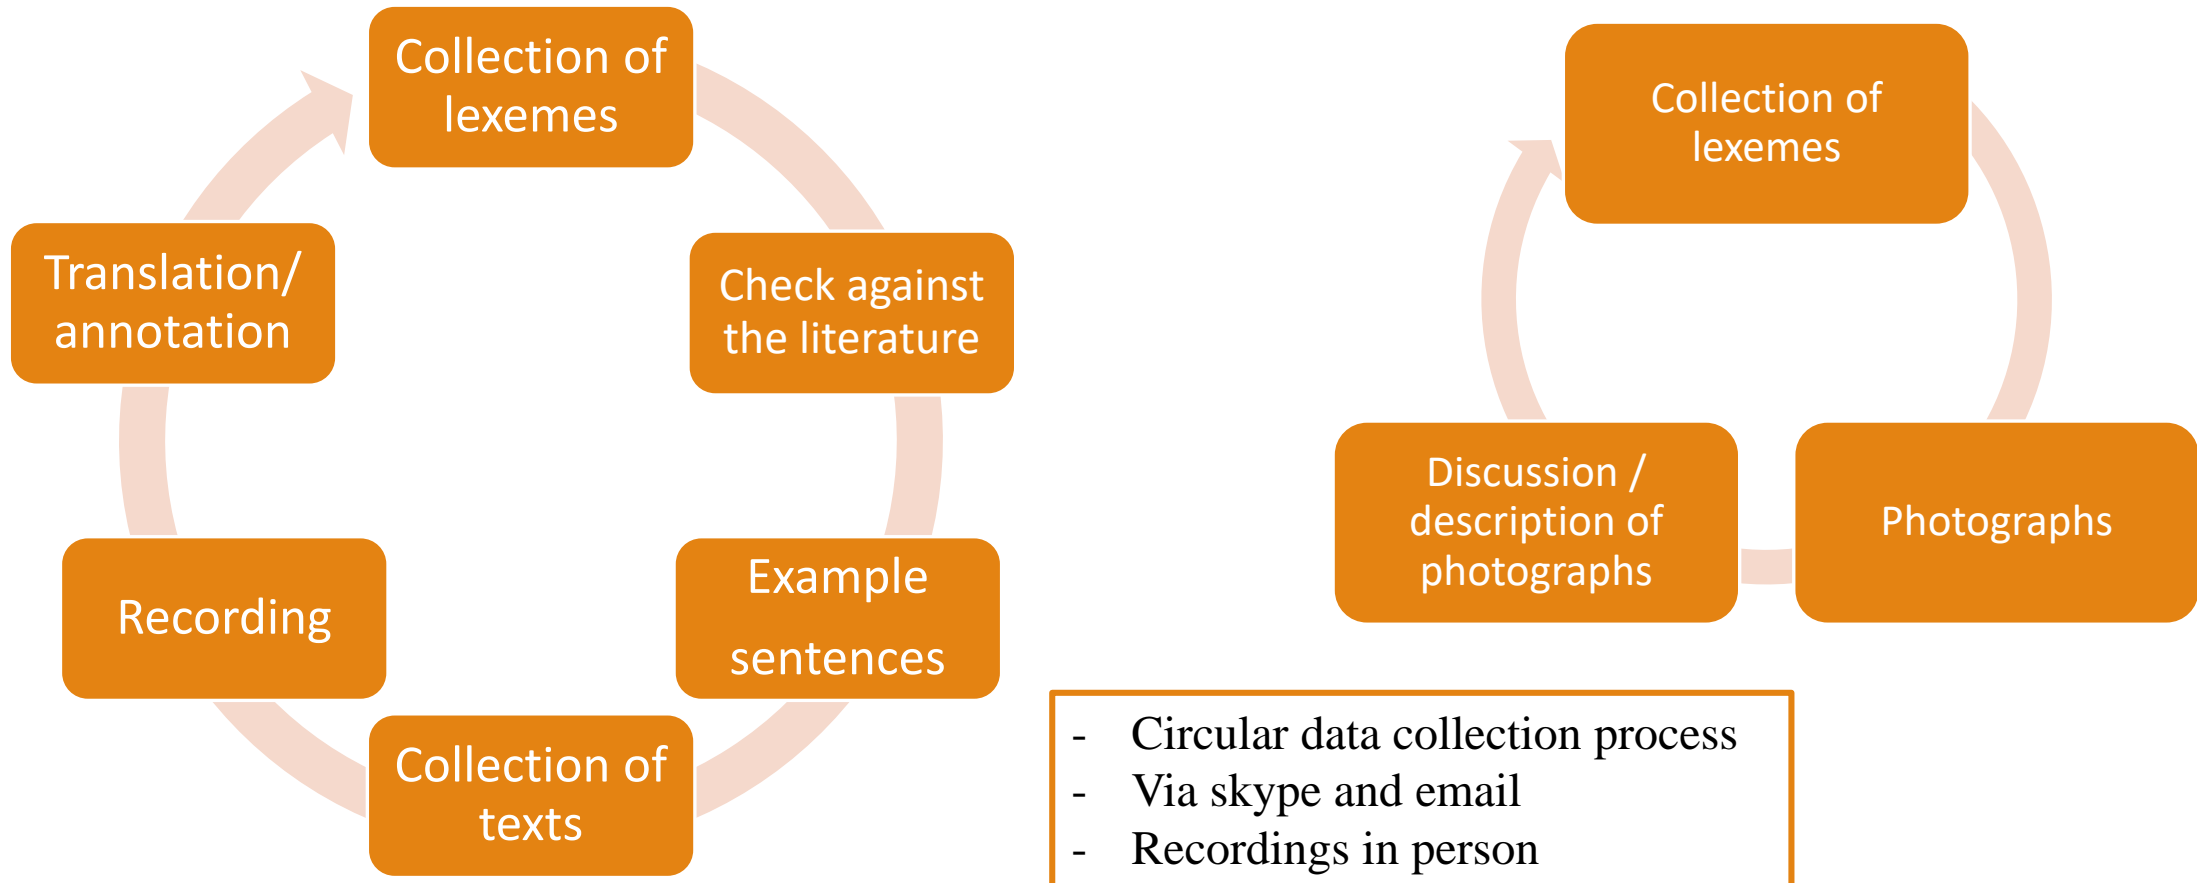 Collection of
lexemes
Check against
the literature
Example
sentences
Collection of
texts
Recording
Translation/
annotation
Collection of
lexemes
Photographs
Discussion /
description of
photographs
- Circular data collection process
- Via skype and email
- Recordings in person